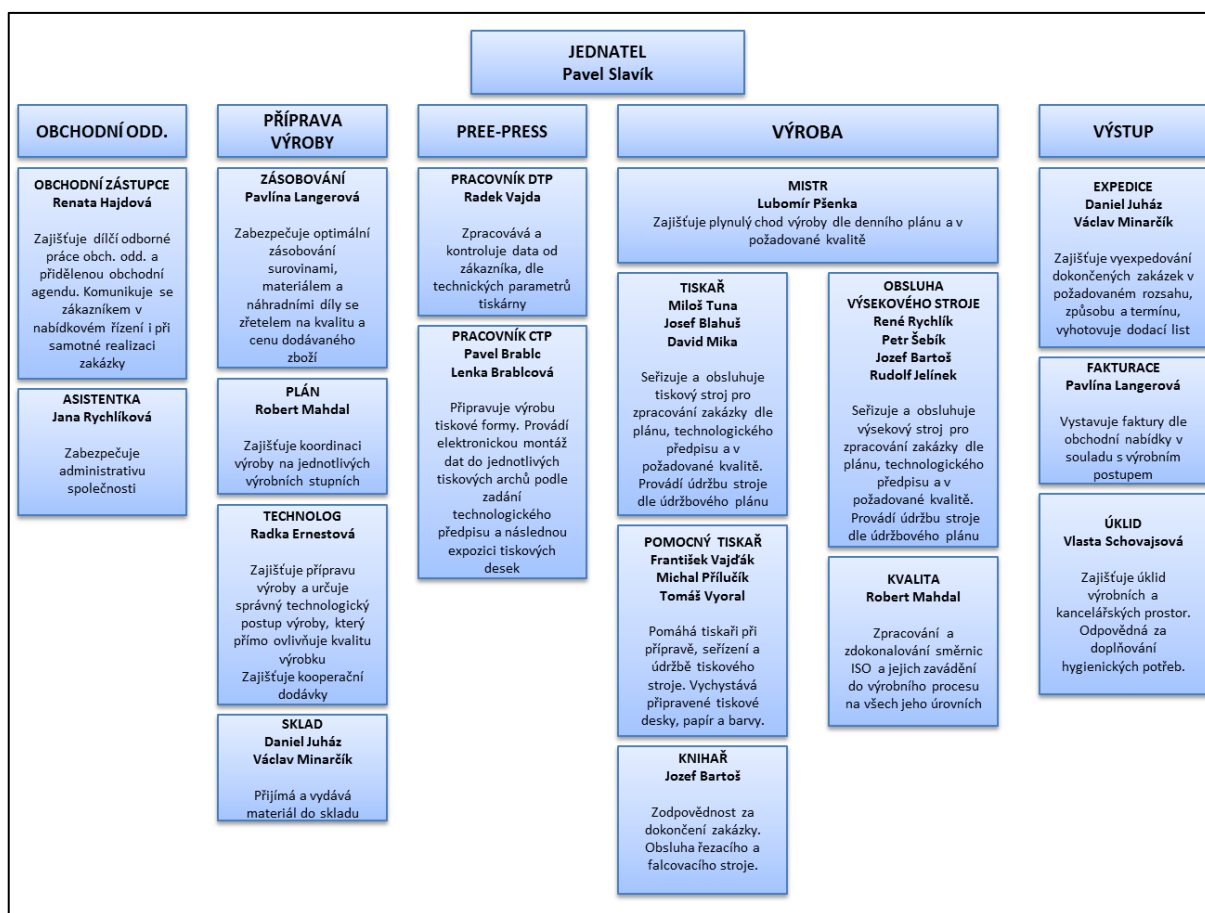 JEDNATEL
Pavel Slavík
OBCHODNÍ ODD.
OBCHODNÍ ZÁSTUPCE
Renata Hajdová
Zajišťuje dílčí odborné
práce obch. odd. a
přidělenou obchodní
agendu. Komunikuje se
zákazníkem v
nabídkovém řízení i při
samotné realizaci
zakázky
ASISTENTKA
Jana Rychlíková
Zabezpečuje
administrativu
společnosti
PŘÍPRAVA
VÝROBY
ZÁSOBOVÁNÍ
Pavlína Langerová
Zabezpečuje optimální
zásobování
surovinami,
materiálem a
náhradními díly se
zřetelem na kvalitu a
cenu dodávaného
zboží
PLÁN
Robert Mahdal
Zajišťuje koordinaci
výroby na jednotlivých
výrobních stupních
TECHNOLOG
Radka Ernestová
Zajišťuje přípravu
výroby a určuje
správný technologický
postup výroby, který
přímo ovlivňuje kvalitu
výrobku
Zajišťuje kooperační
dodávky
SKLAD
Daniel Juház
Václav Minarčík
Přijímá a vydává
materiál do skladu
PREE-PRESS
PRACOVNÍK DTP
Radek Vajda
Zpracovává a
kontroluje data od
zákazníka, dle
technických parametrů
tiskárny
PRACOVNÍK CTP
Pavel Brablc
Lenka Brablcová
Připravuje výrobu
tiskové formy. Provádí
elektronickou montáž
dat do jednotlivých
tiskových archů podle
zadání
technologického
předpisu a následnou
expozici tiskových
desek
VÝROBA
MISTR
Lubomír Pšenka
Zajišťuje plynulý chod výroby dle denního plánu a v
požadované kvalitě
TISKAŘ
Miloš Tuna
Josef Blahuš
David Mika
Seřizuje a obsluhuje
tiskový stroj pro
zpracování zakázky dle
plánu, technologického
předpisu a v
požadované kvalitě.
Provádí údržbu stroje
dle údržbového plánu
POMOCNÝ TISKAŘ
František Vajďák
Michal Přílučík
Tomáš Vyoral
Pomáhá tiskaři při
přípravě, seřízení a
údržbě tiskového
stroje. Vychystává
připravené tiskové
desky, papír a barvy.
KNIHAŘ
Jozef Bartoš
Zodpovědnost za
dokončení zakázky.
Obsluha řezacího a
falcovacího stroje.
OBSLUHA
VÝSEKOVÉHO STROJE
René Rychlík
Petr Šebík
Jozef Bartoš
Rudolf Jelínek
Seřizuje a obsluhuje
výsekový stroj pro
zpracování zakázky dle
plánu, technologického
předpisu a v
požadované kvalitě.
Provádí údržbu stroje
dle údržbového plánu
KVALITA
Robert Mahdal
Zpracování a
zdokonalování směrnic
ISO a jejich zavádění
do výrobního procesu
na všech jeho úrovních
VÝSTUP
EXPEDICE
Daniel Juház
Václav Minarčík
Zajišťuje vyexpedování
dokončených zakázek v
požadovaném rozsahu,
způsobu a termínu,
vyhotovuje dodací list
FAKTURACE
Pavlína Langerová
Vystavuje faktury dle
obchodní nabídky v
souladu s výrobním
postupem
ÚKLID
Vlasta Schovajsová
Zajišťuje úklid
výrobních a
kancelářských prostor.
Odpovědná za
doplňování
hygienických potřeb.